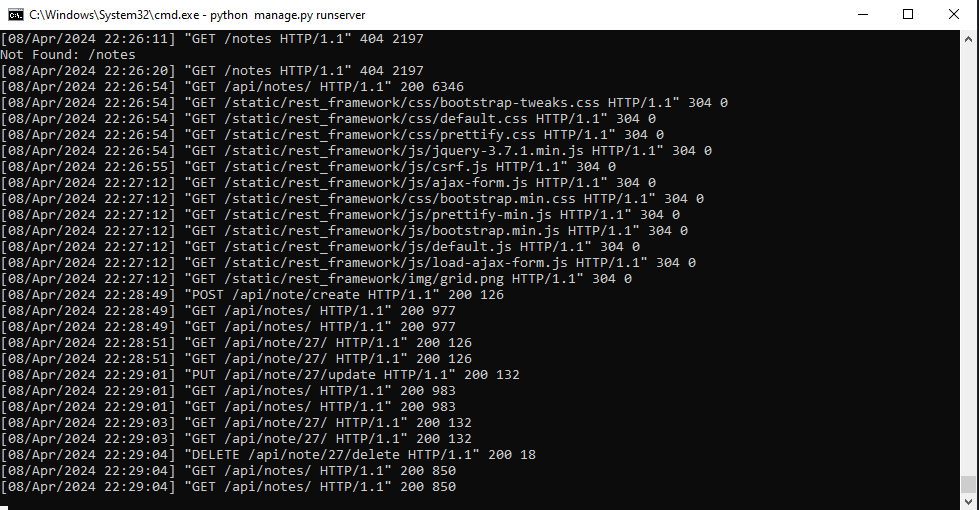 C:\Windows\System32\cmd.exe - python  manage.py runserver
[08/Apr/2024 22:26:11] "GET /notes HTTP/1.1" 404 2197
Not Found: /notes
[08/Apr/2024 22:26:20] "GET /notes HTTP/1.1" 404 2197
[08/Apr/2024 22:26:54] "GET /api/notes/ HTTP/1.1" 200 6346
[08/Apr/2024 22:26:54] "GET /static/rest_framework/css/bootstrap-tweaks.css HTTP/1.1" 304 0
[08/Apr/2024 22:26:54] "GET /static/rest_framework/css/default.css HTTP/1.1" 304 0
[08/Apr/2024 22:26:54] "GET /static/rest_framework/css/prettify.css HTTP/1.1" 304 0
[08/Apr/2024 22:26:54] "GET /static/rest_framework/js/jquery-3.7.1.min.js HTTP/1.1" 304 0
[08/Apr/2024 22:26:55] "GET /static/rest_framework/js/csrf.js HTTP/1.1" 304 0
[08/Apr/2024 22:27:12] "GET /static/rest_framework/js/ajax-form.js HTTP/1.1" 304 0
[08/Apr/2024 22:27:12] "GET /static/rest_framework/css/bootstrap.min.css HTTP/1.1" 304 0
[08/Apr/2024 22:27:12] "GET /static/rest_framework/js/prettify-min.js HTTP/1.1" 304 0
[08/Apr/2024 22:27:12] "GET /static/rest_framework/js/bootstrap.min.js HTTP/1.1" 304 0
[08/Apr/2024 22:27:12] "GET /static/rest_framework/js/default.js HTTP/1.1" 304 0
[08/Apr/2024 22:27:12] "GET /static/rest_framework/js/load-ajax-form.js HTTP/1.1" 304 0
[08/Apr/2024 22:27:12] "GET /static/rest_framework/img/grid.png HTTP/1.1" 304 0
[08/Apr/2024 22:28:49] "POST /api/note/create HTTP/1.1" 200 126
[08/Apr/2024 22:28:49] "GET /api/notes/ HTTP/1.1" 200 977
[08/Apr/2024 22:28:49] "GET /api/notes/ HTTP/1.1" 200 977
[08/Apr/2024 22:28:51] "GET /api/note/27/ HTTP/1.1" 200 126
[08/Apr/2024 22:28:51] "GET /api/note/27/ HTTP/1.1" 200 126
[08/Apr/2024 22:29:01] "PUT /api/note/27/update HTTP/1.1" 200 132
[08/Apr/2024 22:29:01] "GET /api/notes/ HTTP/1.1" 200 983
[08/Apr/2024 22:29:01] "GET /api/notes/ HTTP/1.1" 200 983
[08/Apr/2024 22:29:03] "GET /api/note/27/ HTTP/1.1" 200 132
[08/Apr/2024 22:29:03] "GET /api/note/27/ HTTP/1.1" 200 132
[08/Apr/2024 22:29:04] "DELETE /api/note/27/delete HTTP/1.1" 200 18
[08/Apr/2024 22:29:04] "GET /api/notes/ HTTP/1.1" 200 850
[08/Apr/2024 22:29:04] "GET /api/notes/ HTTP/1.1" 200 850